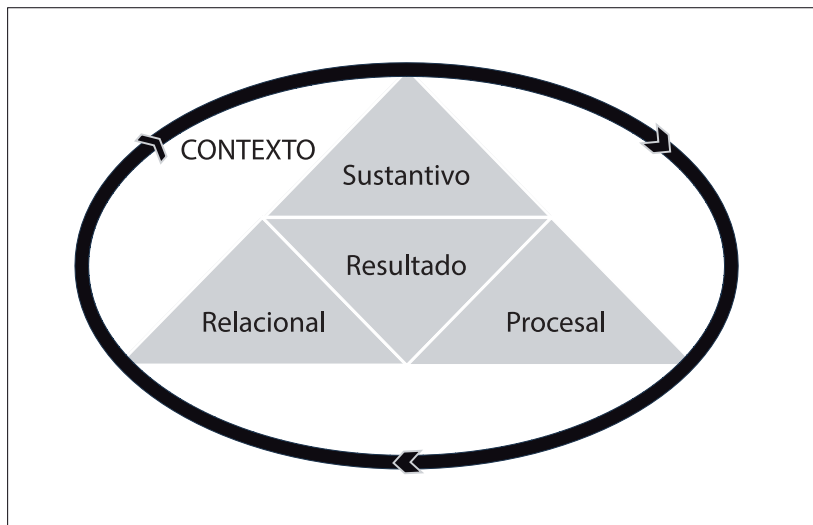 CONTEXTO
Sustantivo
Resultado
Relacional
Procesal